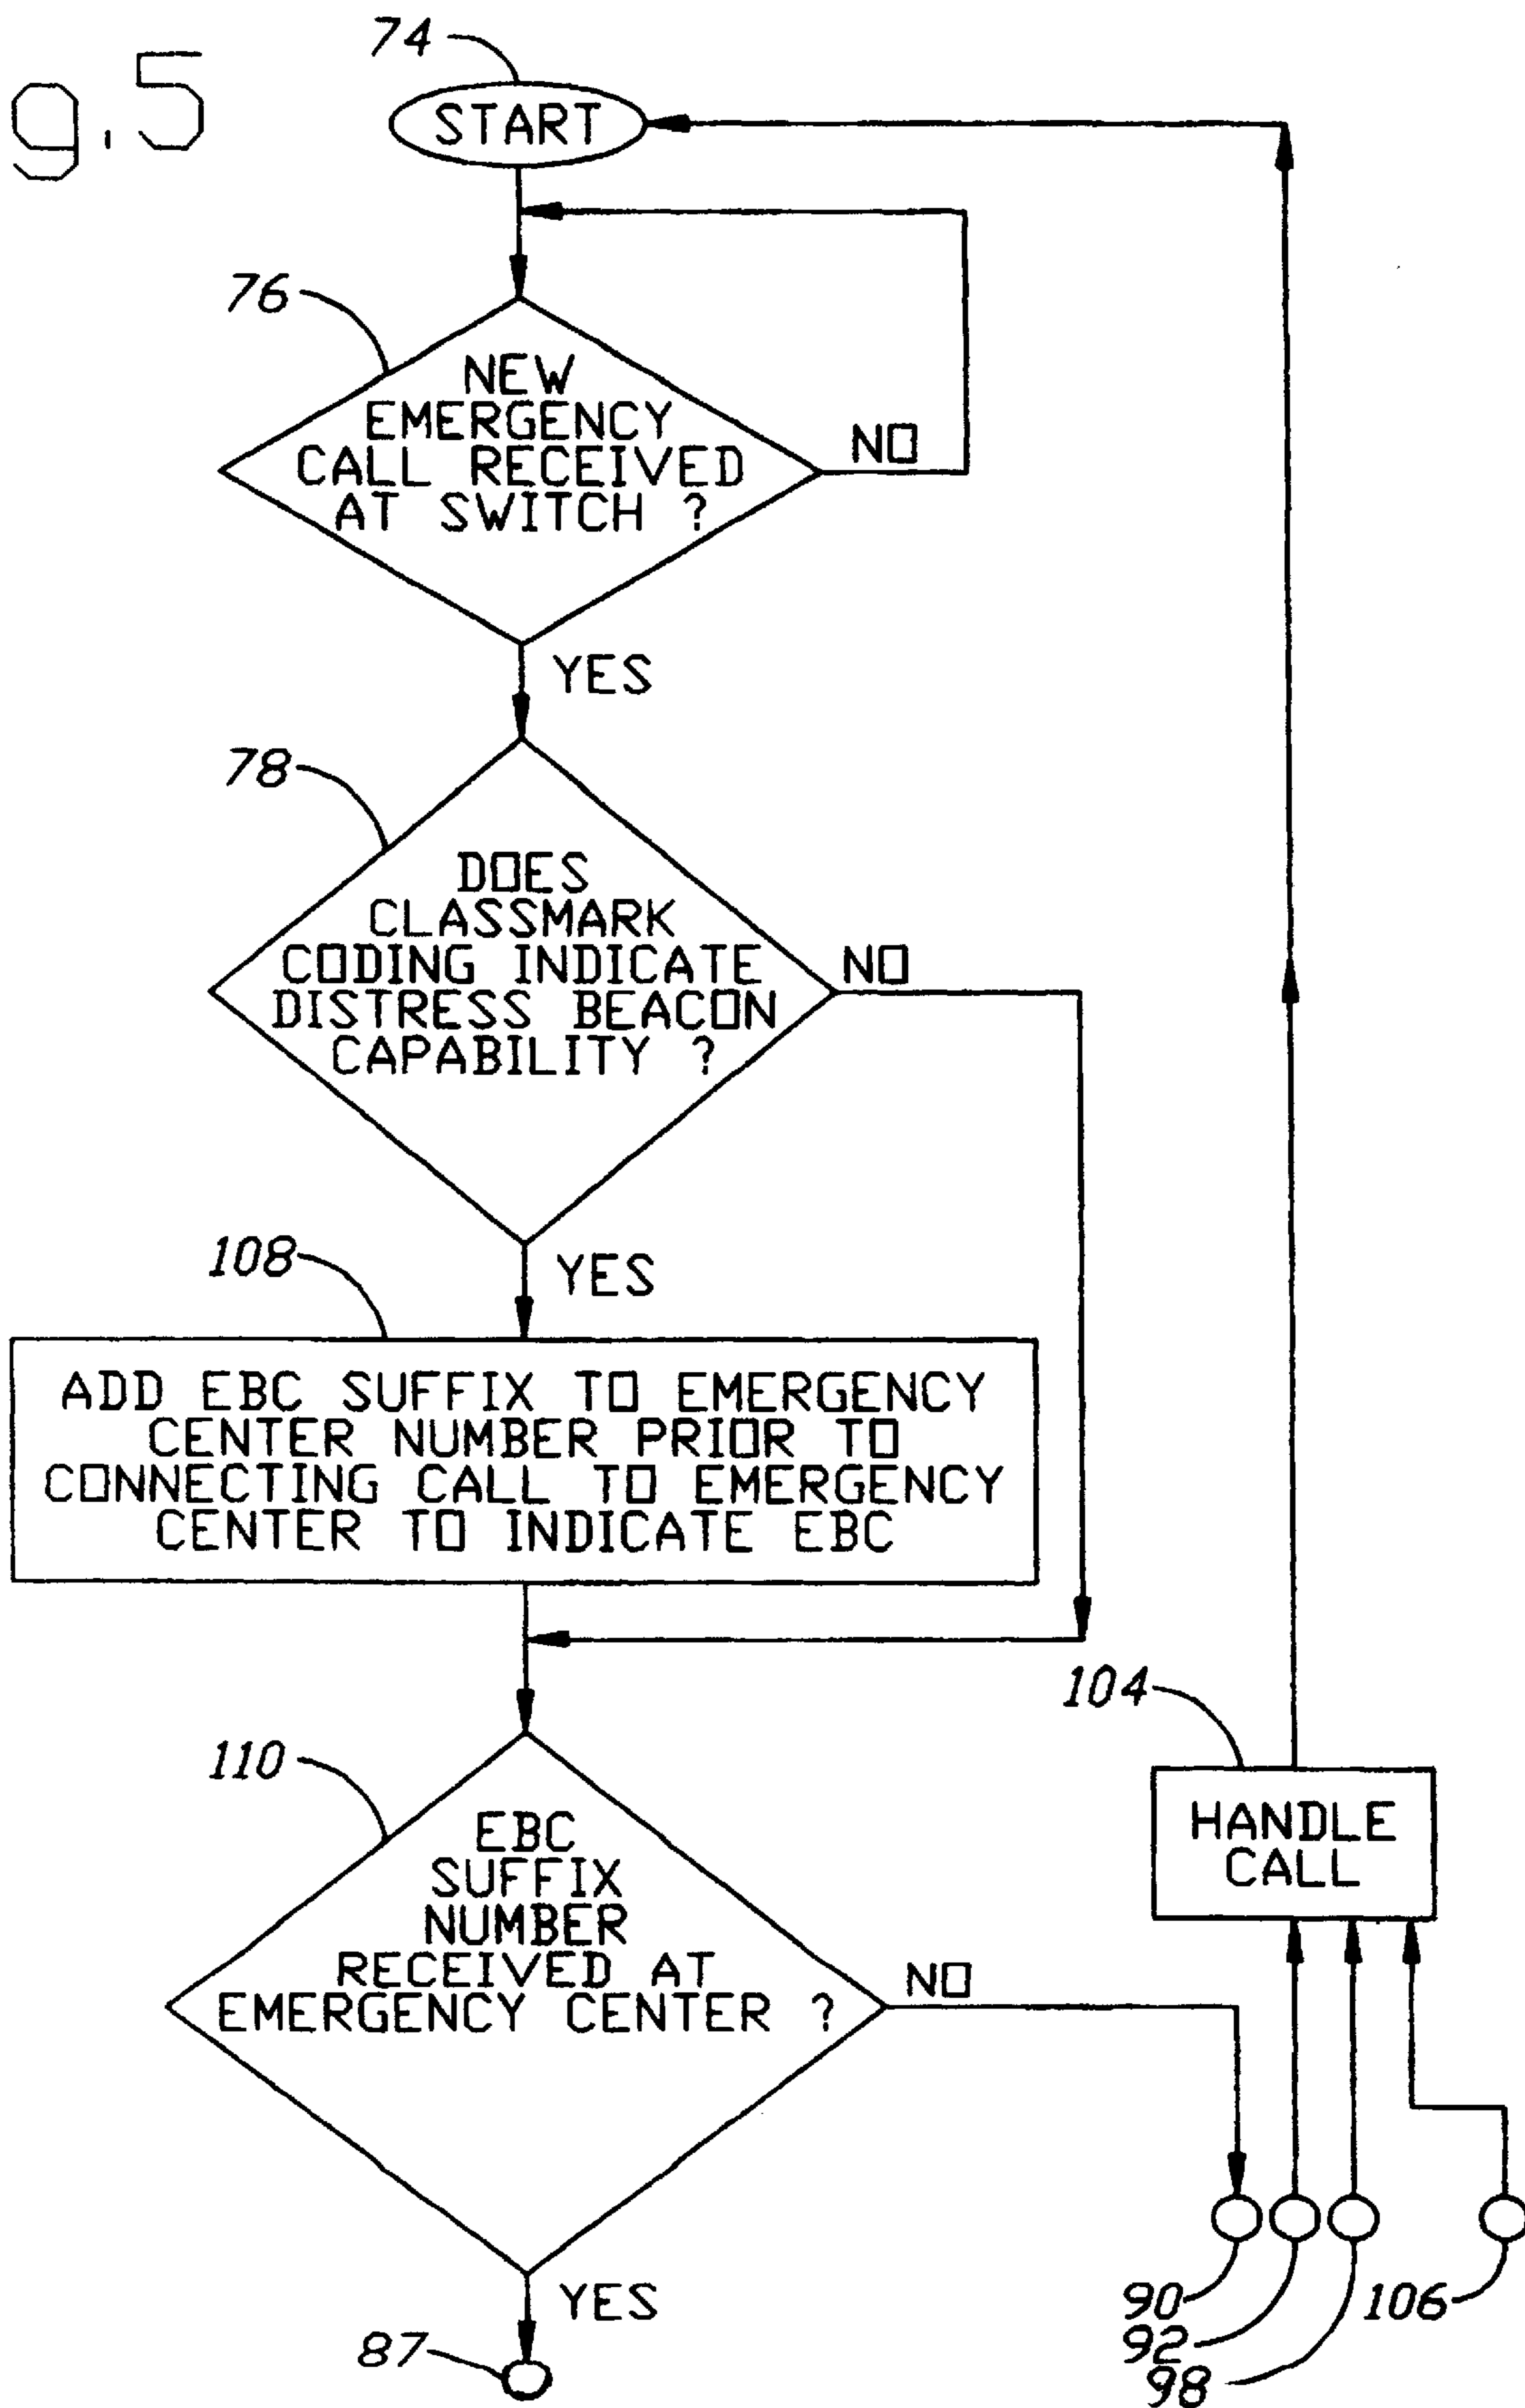 g.5
74
START
76
NEW
EMERGENCY
CALL RECEIVED
AT SWITCH ?
NO
YES
78
DOES
CLASSMARK
CODING INDICATE
DISTRESS BEACON
CAPABILITY ?
NO
YES
108
ADD EBC SUFFIX TO EMERGENCY
CENTER NUMBER PRIOR TO
CONNECTING CALL TO EMERGENCY
CENTER TO INDICATE EBC
104
HANDLE
CALL
110
EBC
SUFFIX
NUMBER
RECEIVED AT
EMERGENCY CENTER ?
NO
YES
87
90
92
98
106